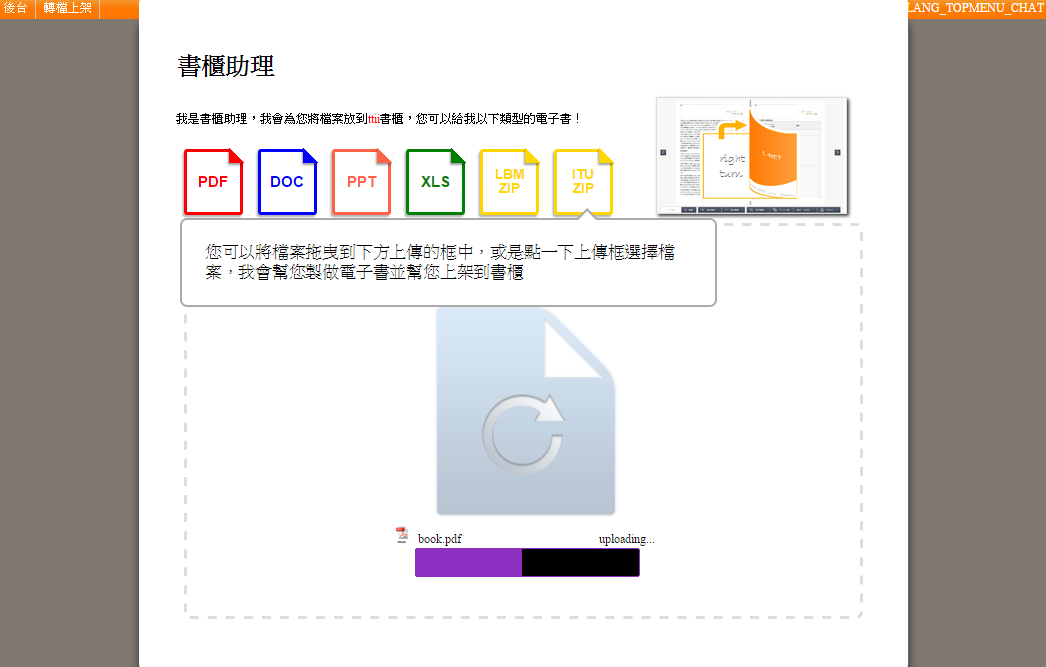 後台 轉檔上架 LANG_TOPMENU_CHAT
書櫃助理
我是書櫃助理，我會為您將檔案放到ttii書櫃，您可以給我以下類型的電子書！
PDF DOC PPT XLS LBM ZIP ITU ZIP
right
turn
L-NET
您可以將檔案拖曳到下方上傳的框中，或是點一下上傳框選擇檔
案，我會幫您製做電子書並幫您上架到書櫃
book.pdf uploading...